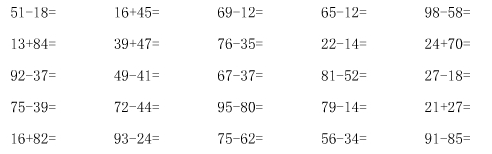 51-18= 16+45= 69-12= 65-12= 98-58=
13+84= 39+47= 76-35= 22-14= 24+70=
92-37= 49-41= 67-37= 81-52= 27-18=
75-39= 72-44= 95-80= 79-14= 21+27=
16+82= 93-24= 75-62= 56-34= 91-85=